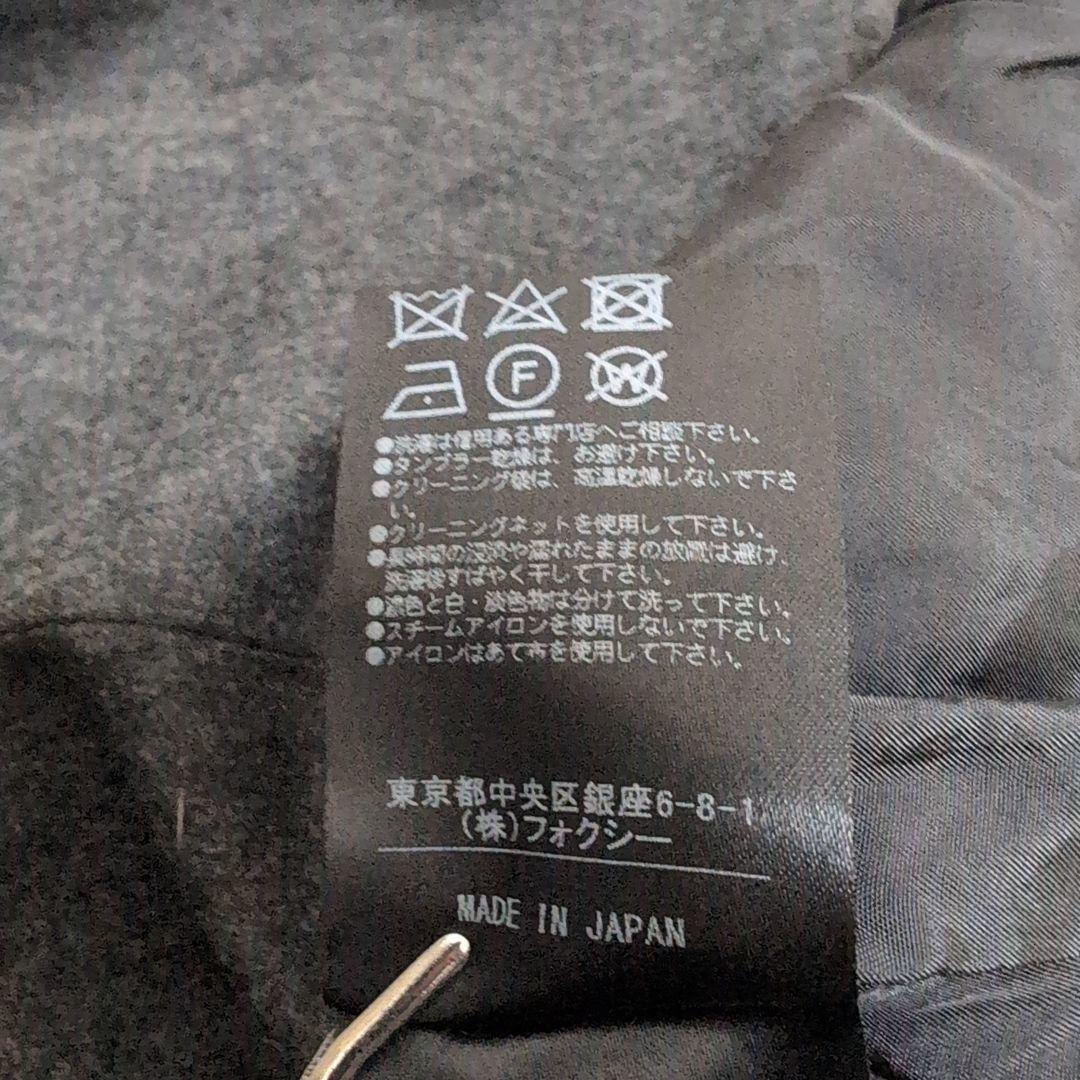 F W
●洗濯は信用ある専門店へご相談下さい。
●タンブラー乾燥は、お避け下さい。
●クリーニング袋は、高温乾燥しないで下さ
い。
●クリーニングネットを使用して下さい。
●長時間の浸漬や濡れたままの放置は避け、
洗濯後すばやく干して下さい。
●濃色と白・淡色物は分けて洗って下さい。
●スチームアイロンを使用しないで下さい。
●アイロンはあて布を使用して下さい。
東京都中央区銀座6-8-1
(株)フォクシー
MADE IN JAPAN